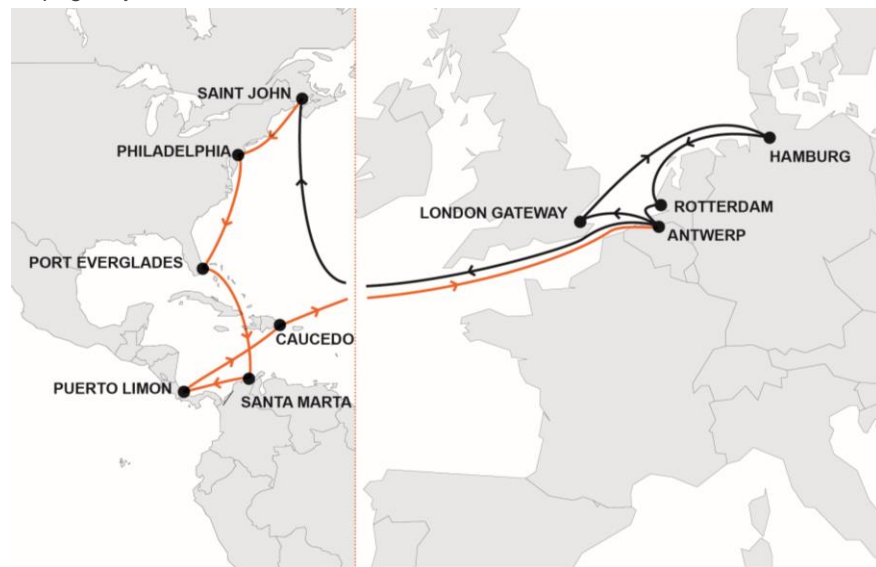 SAINT JOHN
PHILADELPHIA
PORT EVERGLADES
CAUCEDO
PUERTO LIMON
SANTA MARTA
HAMBURG
ROTTERDAM
LONDON GATEWAY
ANTWERP